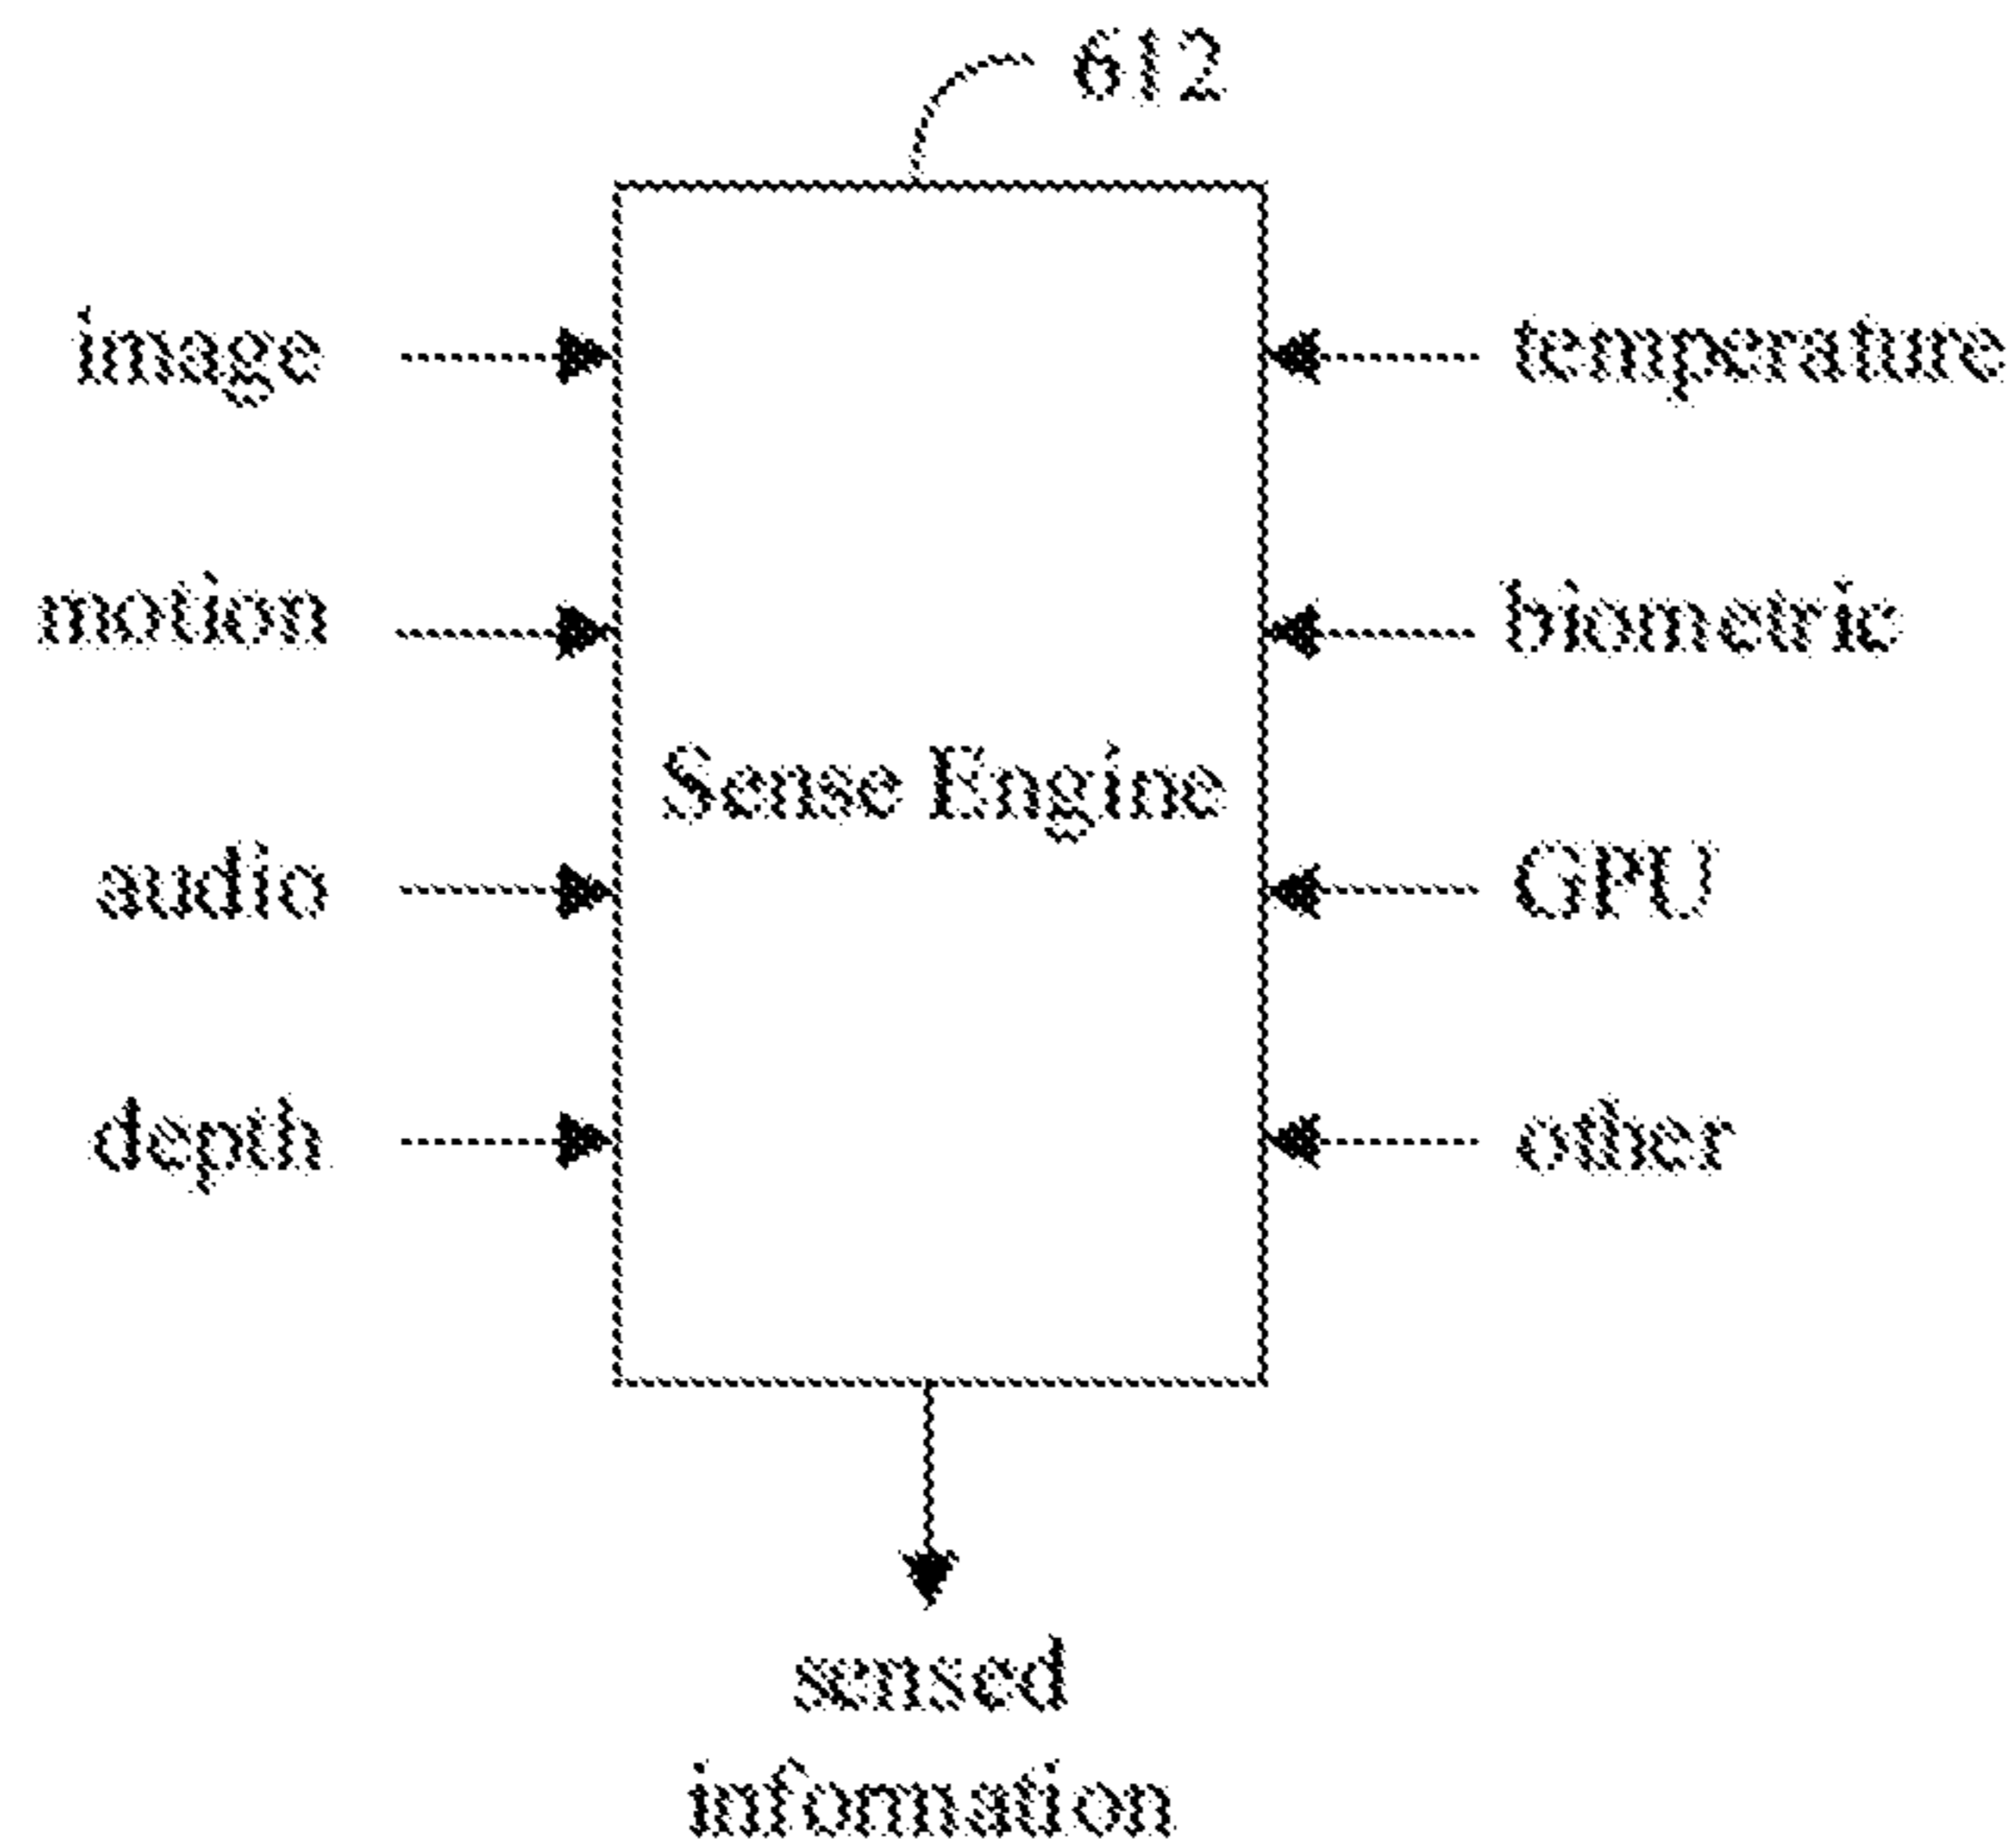 612
image
temperature
motion
biometric
Sense Engine
audio
GPU
depth
other
sensed
information